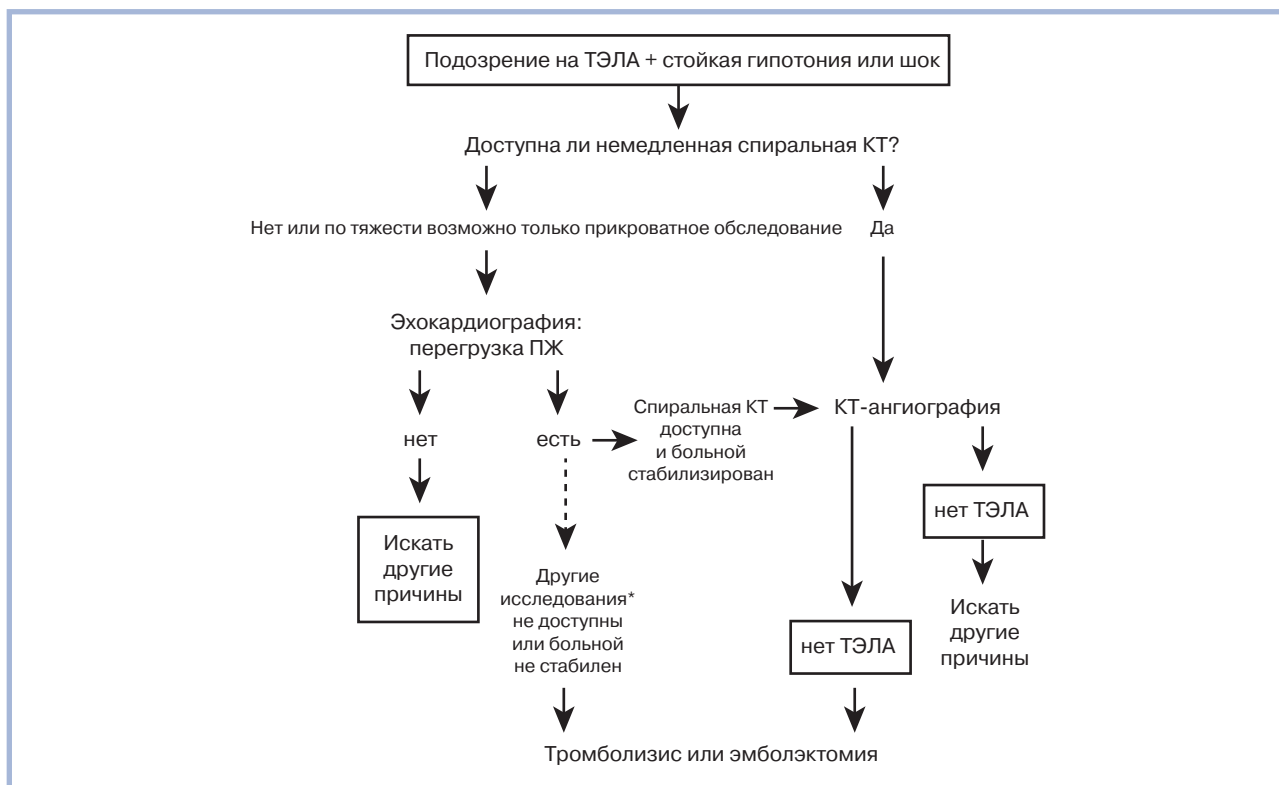 Подозрение на ТЭЛА + стойкая гипотония или шок
Доступна ли немедленная спиральная КТ?
Нет или по тяжести возможно только прикроватное обследование
Да
Эхокардиография:
перегрузка ПЖ
нет
есть
Спиральная КТ
доступна
и больной
стабилизирован
КТ-ангиография
Искать
другие
причины
Другие
исследования*
не доступны
или больной
не стабилен
нет ТЭЛА
нет ТЭЛА
Искать
другие
причины
Тромболизис или эмболэктомия